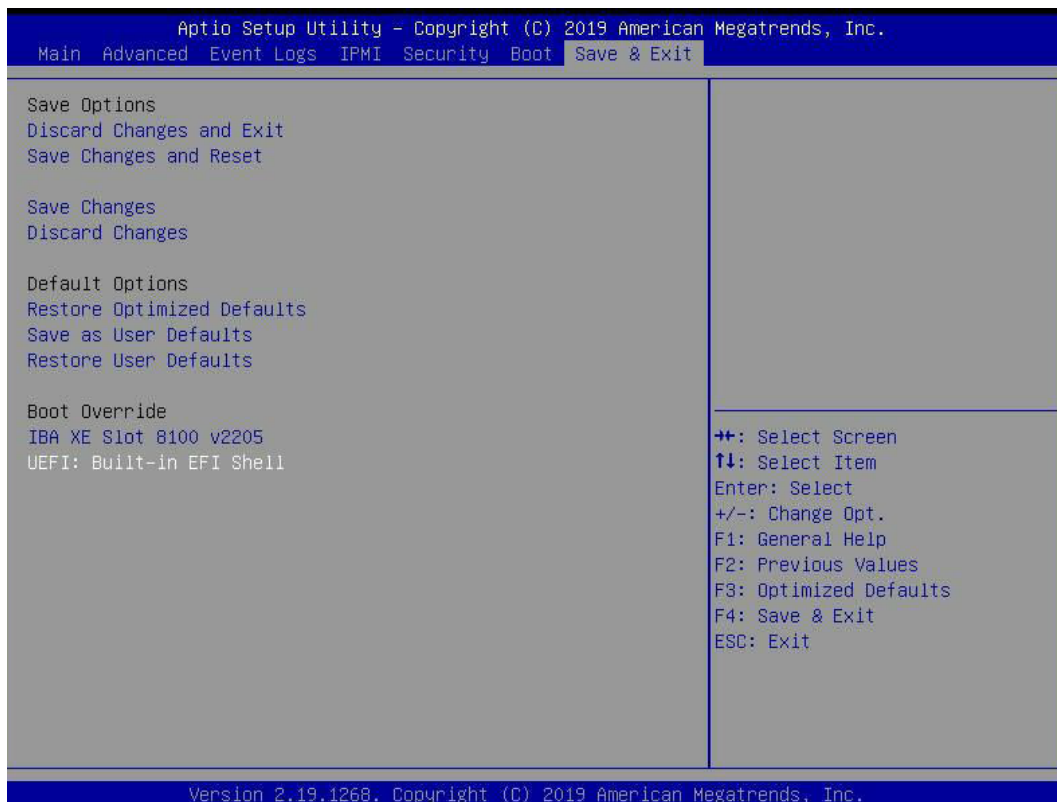 Aptio Setup Utility – Copyright (C) 2019 American Megatrends, Inc.
Main Advanced Event Logs IPMI Security Boot Save & Exit
Save Options
Discard Changes and Exit
Save Changes and Reset
Save Changes
Discard Changes
Default Options
Restore Optimized Defaults
Save as User Defaults
Restore User Defaults
Boot Override
IBA XE Slot 8100 v2205
UEFI: Built-in EFI Shell
→←: Select Screen
↑↓: Select Item
Enter: Select
+/-: Change Opt.
F1: General Help
F2: Previous Values
F3: Optimized Defaults
F4: Save & Exit
ESC: Exit
Version 2.19.1268. Copyright (C) 2019 American Megatrends, Inc.